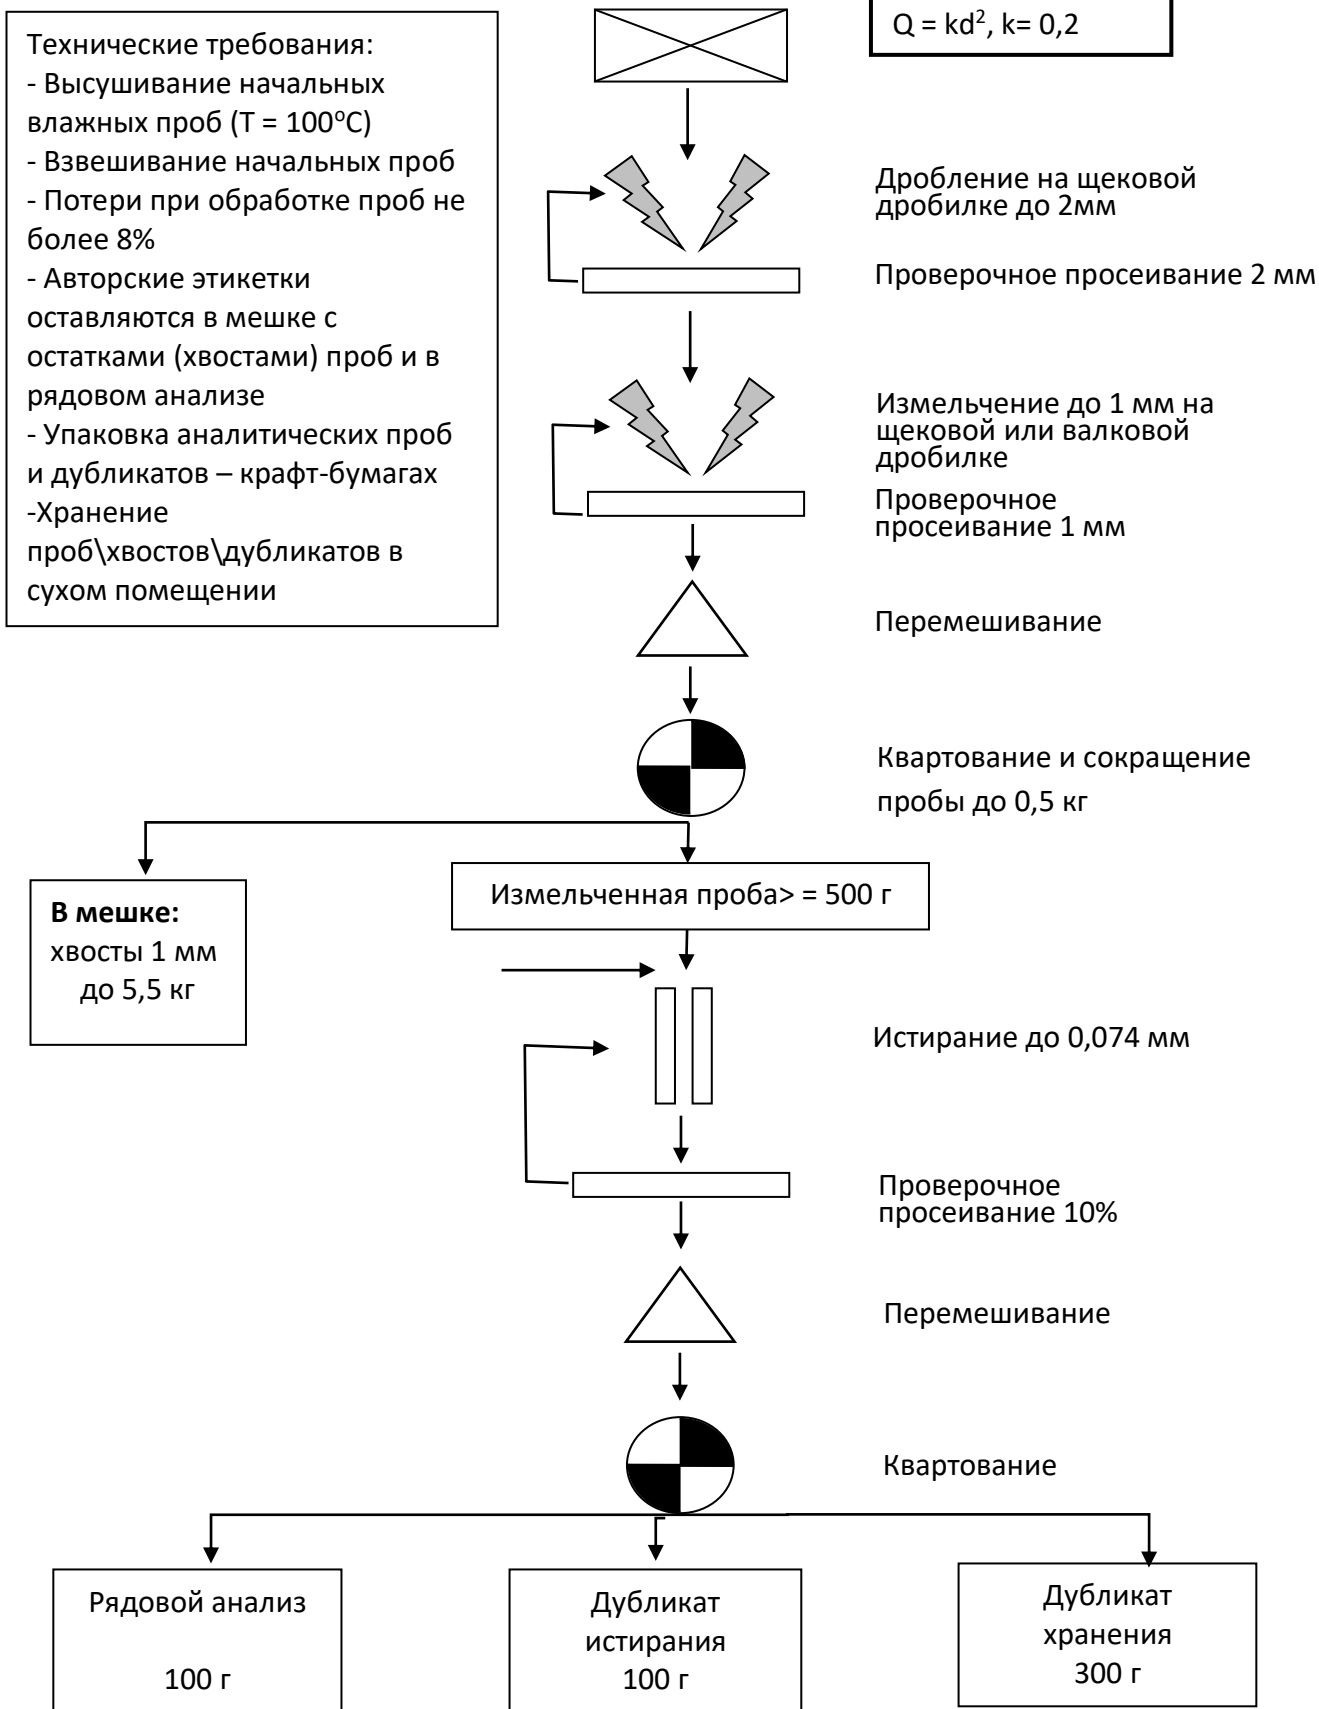 Q = kd², k= 0,2
Технические требования:
- Высушивание начальных
влажных проб (Т = 100°С)
- Взвешивание начальных проб
- Потери при обработке проб не
более 8%
- Авторские этикетки
оставляются в мешке с
остатками (хвостами) проб и в
рядовом анализе
- Упаковка аналитических проб
и дубликатов – крафт-бумагах
-Хранение
проб\хвостов\дубликатов в
сухом помещении
Дробление на щековой
дробилке до 2мм
Проверочное просеивание 2 мм
Измельчение до 1 мм на
щековой или валковой
дробилке
Проверочное
просеивание 1 мм
Перемешивание
Квартование и сокращение
пробы до 0,5 кг
В мешке:
хвосты 1 мм
до 5,5 кг
Измельченная проба> = 500 г
Истирание до 0,074 мм
Проверочное
просеивание 10%
Перемешивание
Квартование
Рядовой анализ
100 г
Дубликат
истирания
100 г
Дубликат
хранения
300 г